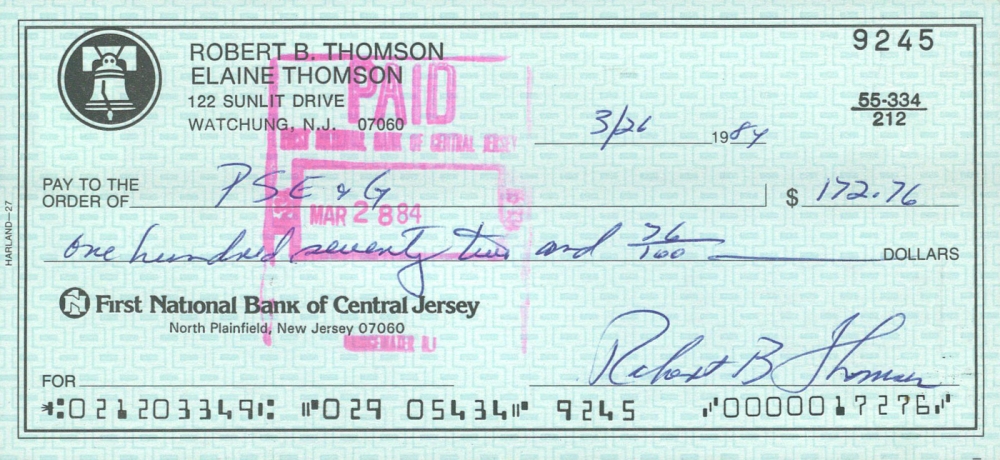 ROBERT B. THOMSON
ELAINE THOMSON
122 SUNLIT DRIVE
WATCHUNG, N.J. 07060
9245
55-334
212
PAID
FIRST NATIONAL BANK OF CENTRAL JERSEY
3/26 1984
PAY TO THE
ORDER OF PSE & G $ 172.76
MAR 28 84
one hundred seventy two and 76/100 DOLLARS
HARLAND—27
First National Bank of Central Jersey
North Plainfield, New Jersey 07060
BRIDGEWATER NJ
FOR
Robert B Thomson
⑆021203349⑆ ⑈029 05434⑈ 9245 ⑈0000017276⑈